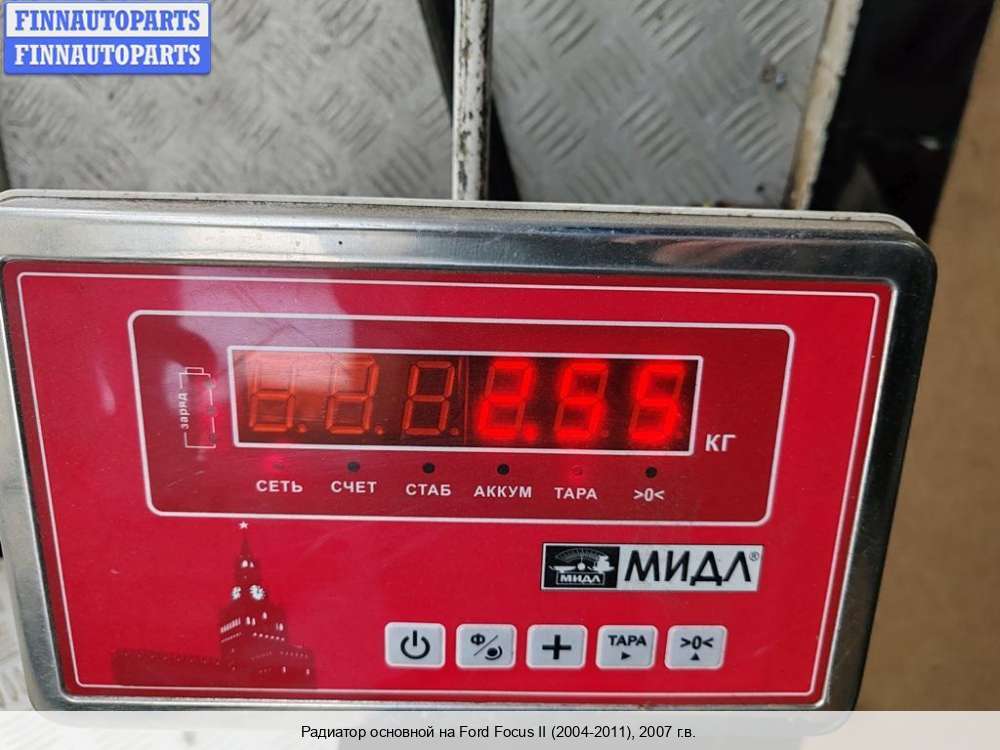 FINNAUTOPARTS
FINNAUTOPARTS
заряд
2.55
КГ
СЕТЬ СЧЕТ СТАБ АККУМ ТАРА >0<
МИДЛ МИДЛ®
Ф ТАРА >0<
Радиатор основной на Ford Focus II (2004-2011), 2007 г.в.